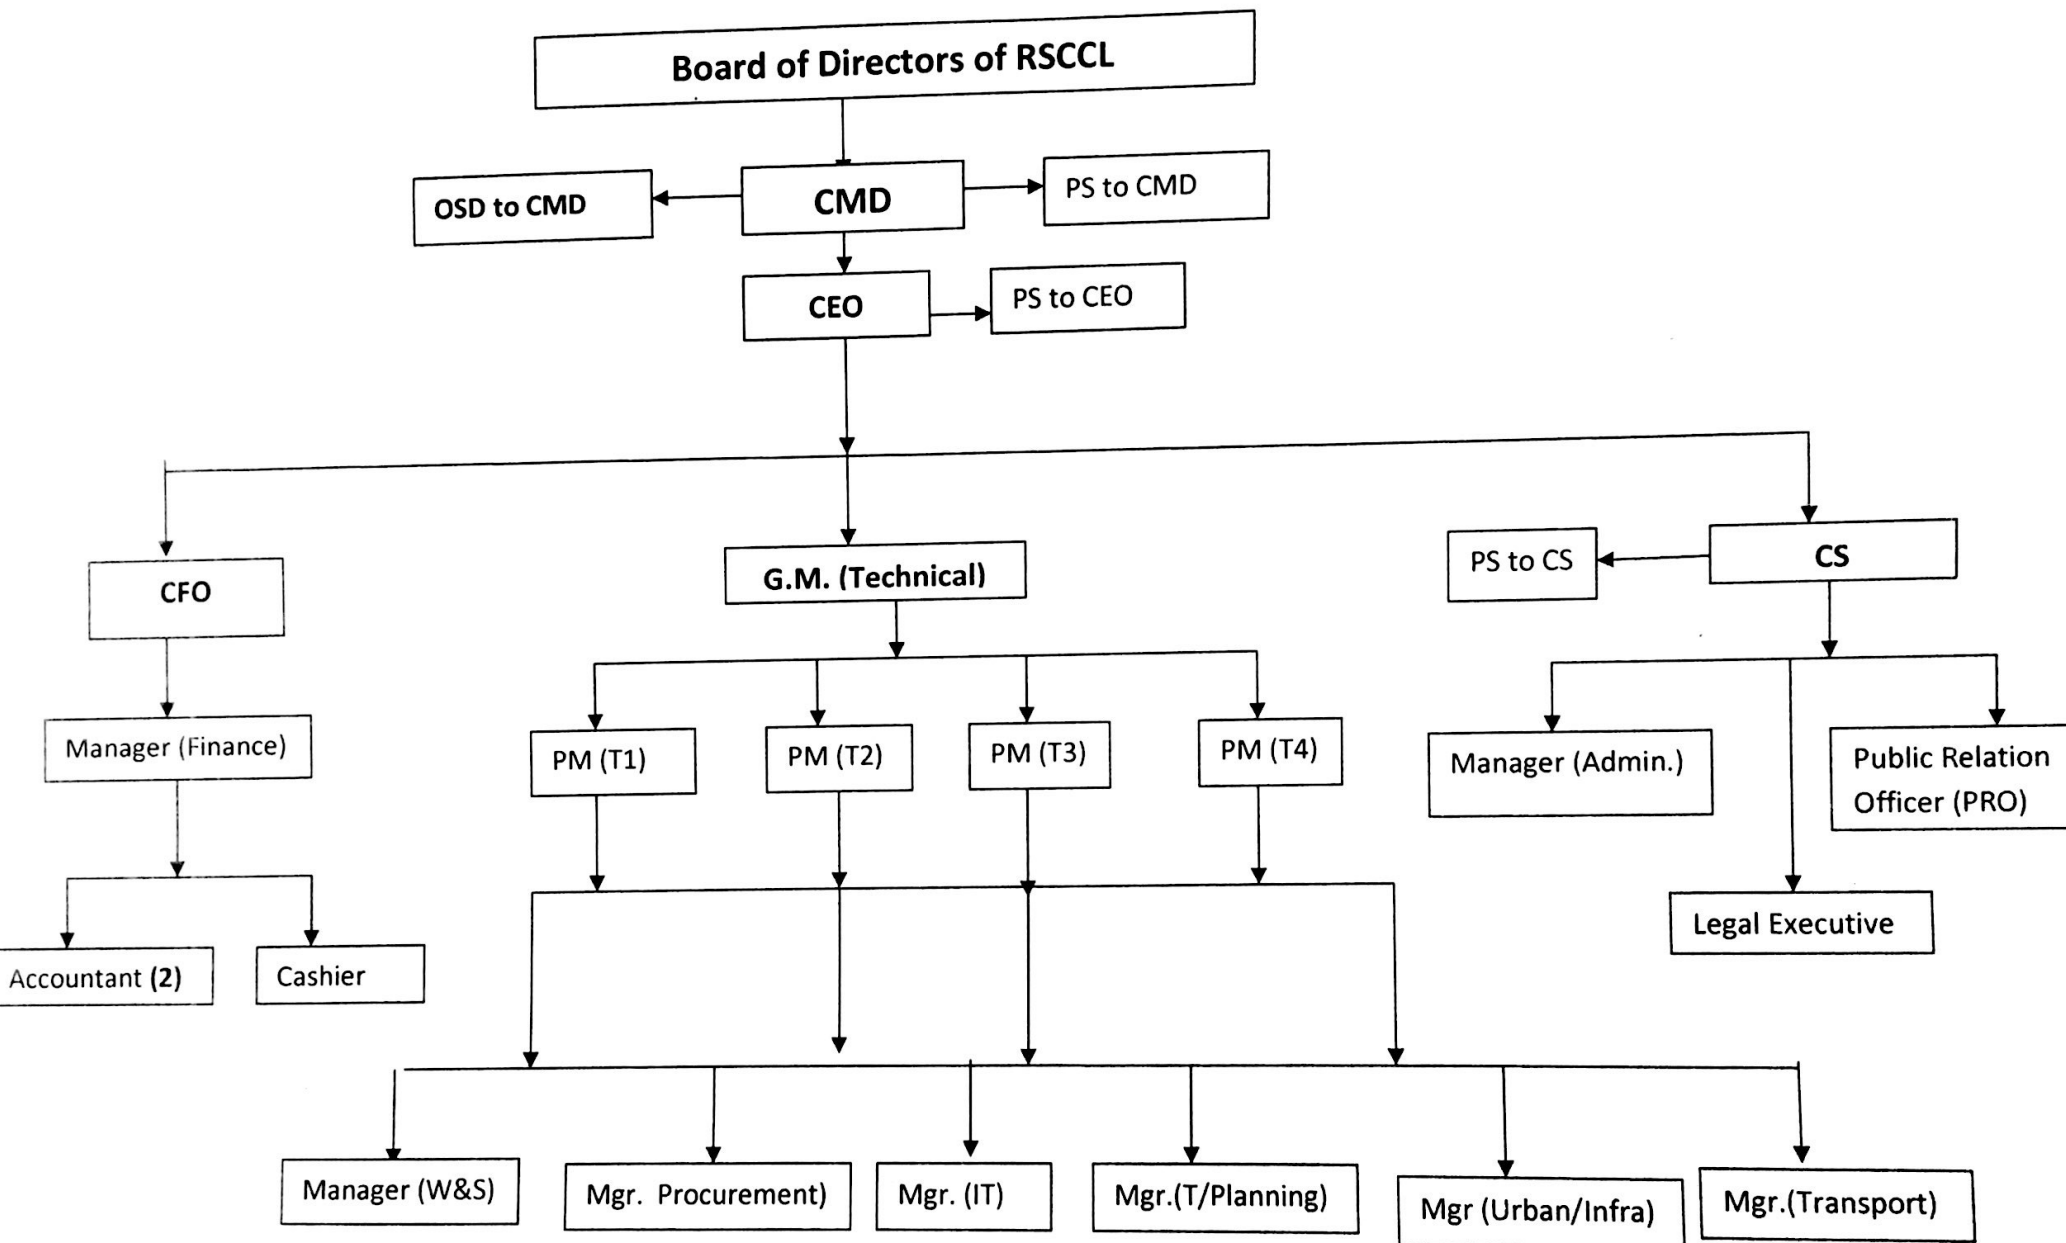 Board of Directors of RSCCL
OSD to CMD
CMD
PS to CMD
CEO
PS to CEO
CFO
G.M. (Technical)
PS to CS
CS
Manager (Finance)
PM (T1)
PM (T2)
PM (T3)
PM (T4)
Manager (Admin.)
Public Relation
Officer (PRO)
Legal Executive
Accountant (2)
Cashier
Manager (W&S)
Mgr. Procurement)
Mgr. (IT)
Mgr.(T/Planning)
Mgr (Urban/Infra)
Mgr.(Transport)